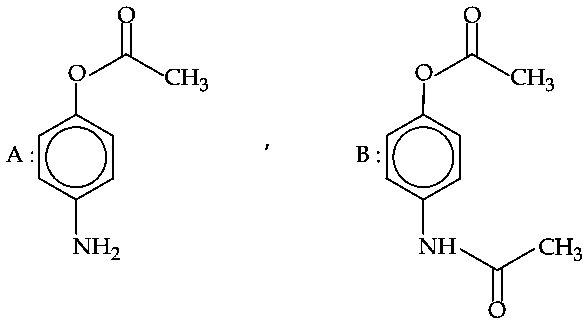 O O
O CH₃ O CH₃
A : , B :
NH₂ NH CH₃
O